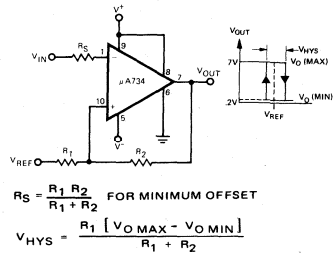 V+
VOUT
VHYS
VIN
RS
1
9
8
7V
VO (MAX)
−
μA734
7
VOUT
10
+
6
5
VO (MIN)
.2V
V−
VREF
VREF
R1
R2
RS = R1 R2 / R1 + R2 FOR MINIMUM OFFSET
VHYS = R1 [ VO MAX − VO MIN ] / R1 + R2